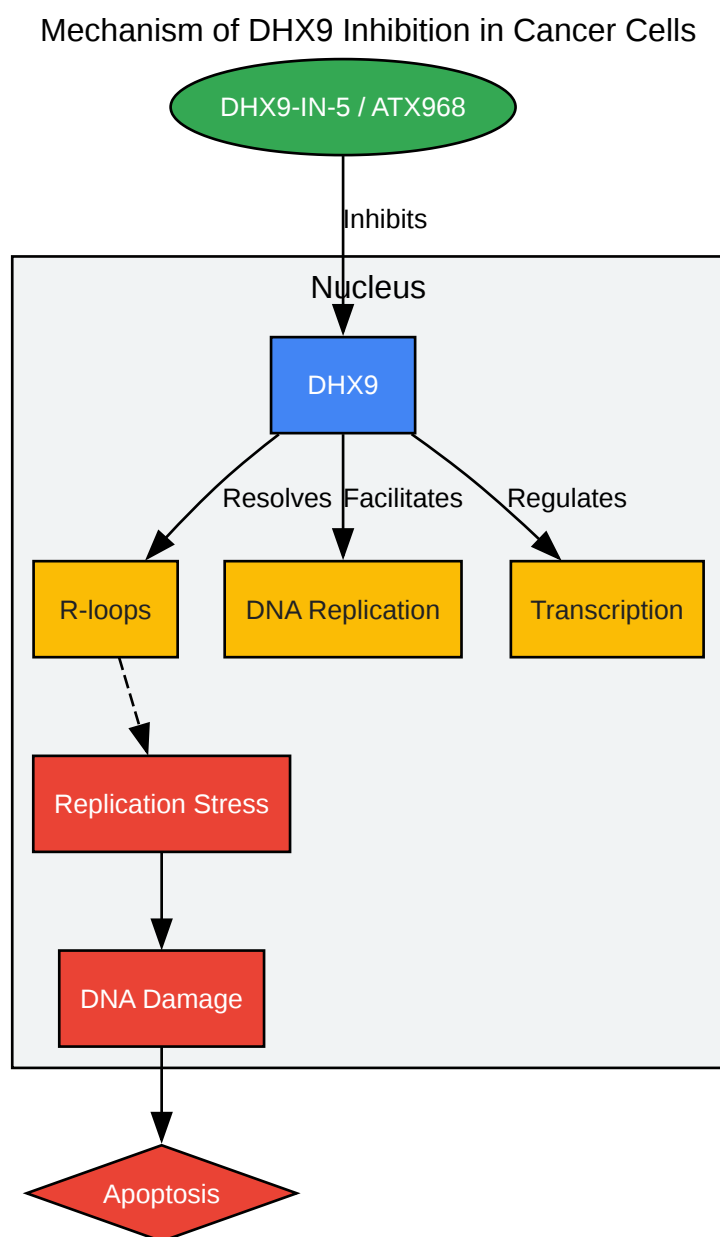 Mechanism of DHX9 Inhibition in Cancer Cells
DHX9-IN-5 / ATX968
Inhibits
Nucleus
DHX9
Resolves
Facilitates
Regulates
R-loops
DNA Replication
Transcription
Replication Stress
DNA Damage
Apoptosis